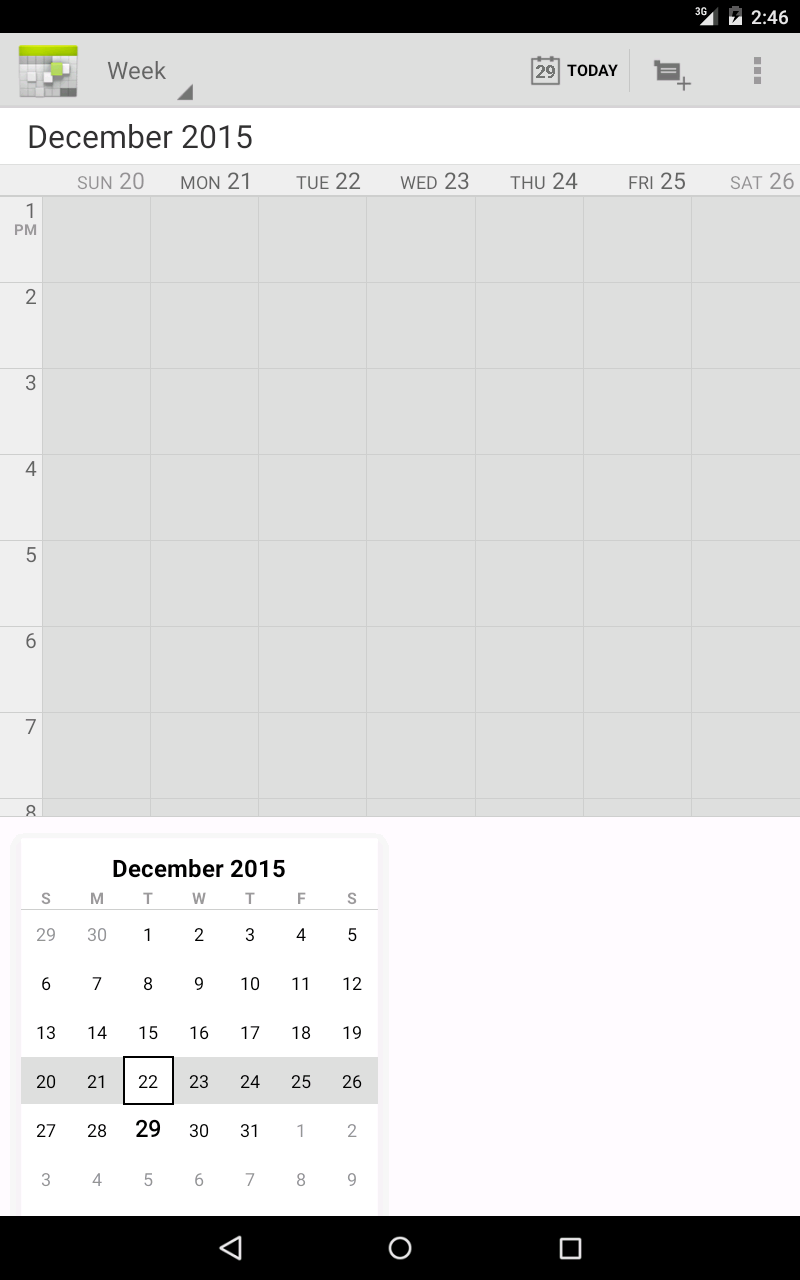 3G 2:46
Week 29 TODAY
December 2015
SUN 20 MON 21 TUE 22 WED 23 THU 24 FRI 25 SAT 26
1
PM
2
3
4
5
6
7
8
December 2015
S M T W T F S
29 30 1 2 3 4 5
6 7 8 9 10 11 12
13 14 15 16 17 18 19
20 21 22 23 24 25 26
27 28 29 30 31 1 2
3 4 5 6 7 8 9